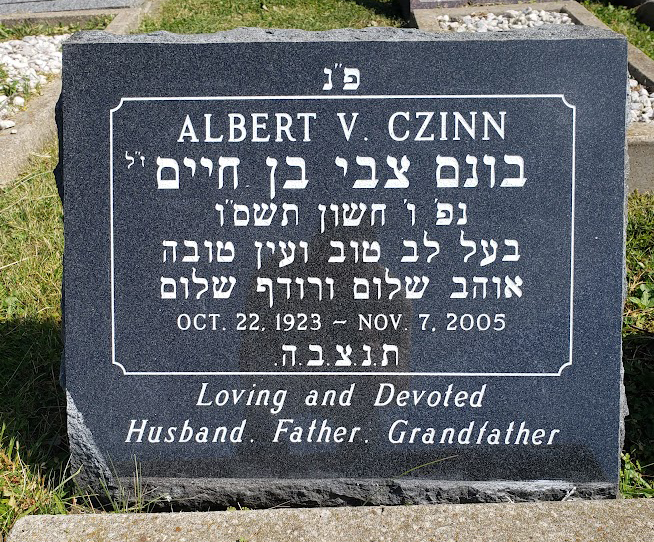 פ"נ
ALBERT V. CZINN
בונם צבי בן חיים ז"ל
נפ' ו' חשון תשס"ו
בעל לב טוב ועין טובה
אוהב שלום ורודף שלום
OCT. 22, 1923 ~ NOV. 7, 2005
ת.נ.צ.ב.ה.
Loving and Devoted
Husband, Father, Grandfather